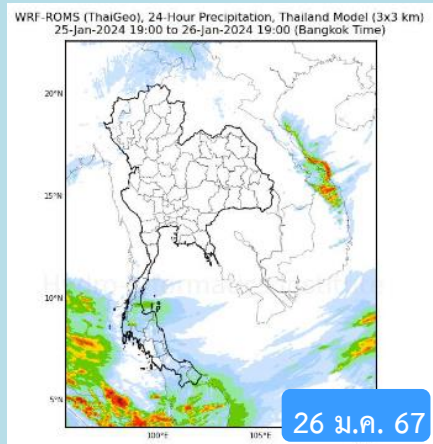 WRF-ROMS (ThaiGeo), 24-Hour Precipitation, Thailand Model (3x3 km)
25-Jan-2024 19:00 to 26-Jan-2024 19:00 (Bangkok Time)
20°N
15°N
10°N
5°N
100°E
105°E
26 ม.ค. 67